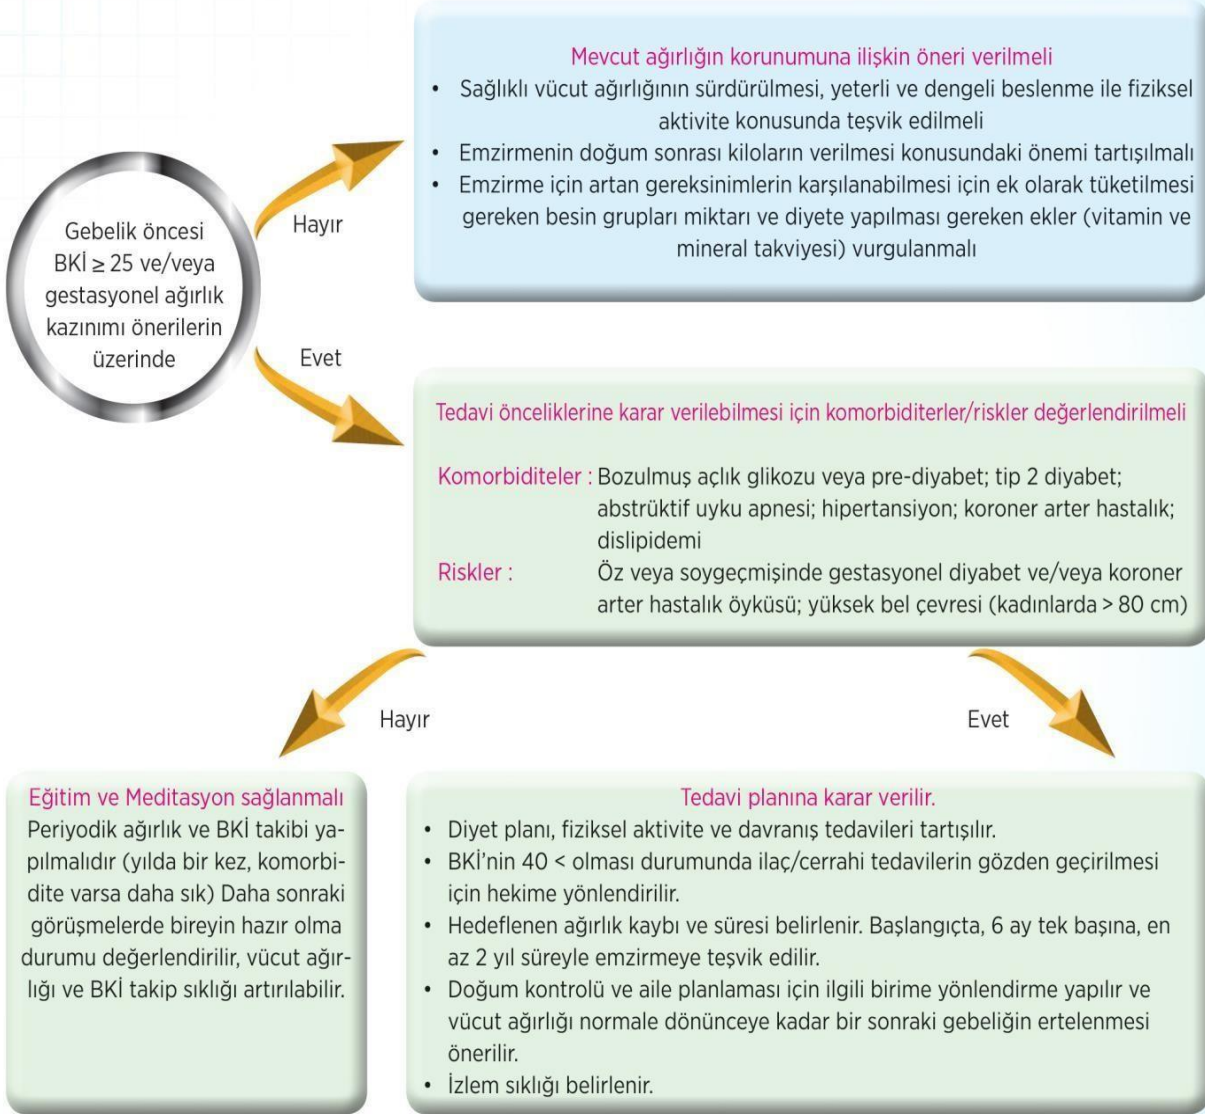 Mevcut ağırlığın korunumuna ilişkin öneri verilmeli
• Sağlıklı vücut ağırlığının sürdürülmesi, yeterli ve dengeli beslenme ile fiziksel
aktivite konusunda teşvik edilmeli
• Emzirmenin doğum sonrası kiloların verilmesi konusundaki önemi tartışılmalı
• Emzirme için artan gereksinimlerin karşılanabilmesi için ek olarak tüketilmesi
gereken besin grupları miktarı ve diyete yapılması gereken ekler (vitamin ve
mineral takviyesi) vurgulanmalı
Hayır
Gebelik öncesi
BKİ ≥ 25 ve/veya
gestasyonel ağırlık
kazınımı önerilerin
üzerinde
Evet
Tedavi önceliklerine karar verilebilmesi için komorbiditerler/riskler değerlendirilmeli
Komorbiditeler : Bozulmuş açlık glikozu veya pre-diyabet; tip 2 diyabet;
abstrüktif uyku apnesi; hipertansiyon; koroner arter hastalık;
dislipidemi
Riskler : Öz veya soygeçmişinde gestasyonel diyabet ve/veya koroner
arter hastalık öyküsü; yüksek bel çevresi (kadınlarda > 80 cm)
Hayır
Evet
Eğitim ve Meditasyon sağlanmalı
Periyodik ağırlık ve BKİ takibi ya-
pılmalıdır (yılda bir kez, komorbi-
dite varsa daha sık) Daha sonraki
görüşmelerde bireyin hazır olma
durumu değerlendirilir, vücut ağır-
lığı ve BKİ takip sıklığı artırılabilir.
Tedavi planına karar verilir.
• Diyet planı, fiziksel aktivite ve davranış tedavileri tartışılır.
• BKİ'nin 40 < olması durumunda ilaç/cerrahi tedavilerin gözden geçirilmesi
için hekime yönlendirilir.
• Hedeflenen ağırlık kaybı ve süresi belirlenir. Başlangıçta, 6 ay tek başına, en
az 2 yıl süreyle emzirmeye teşvik edilir.
• Doğum kontrolü ve aile planlaması için ilgili birime yönlendirme yapılır ve
vücut ağırlığı normale dönünceye kadar bir sonraki gebeliğin ertelenmesi
önerilir.
• İzlem sıklığı belirlenir.